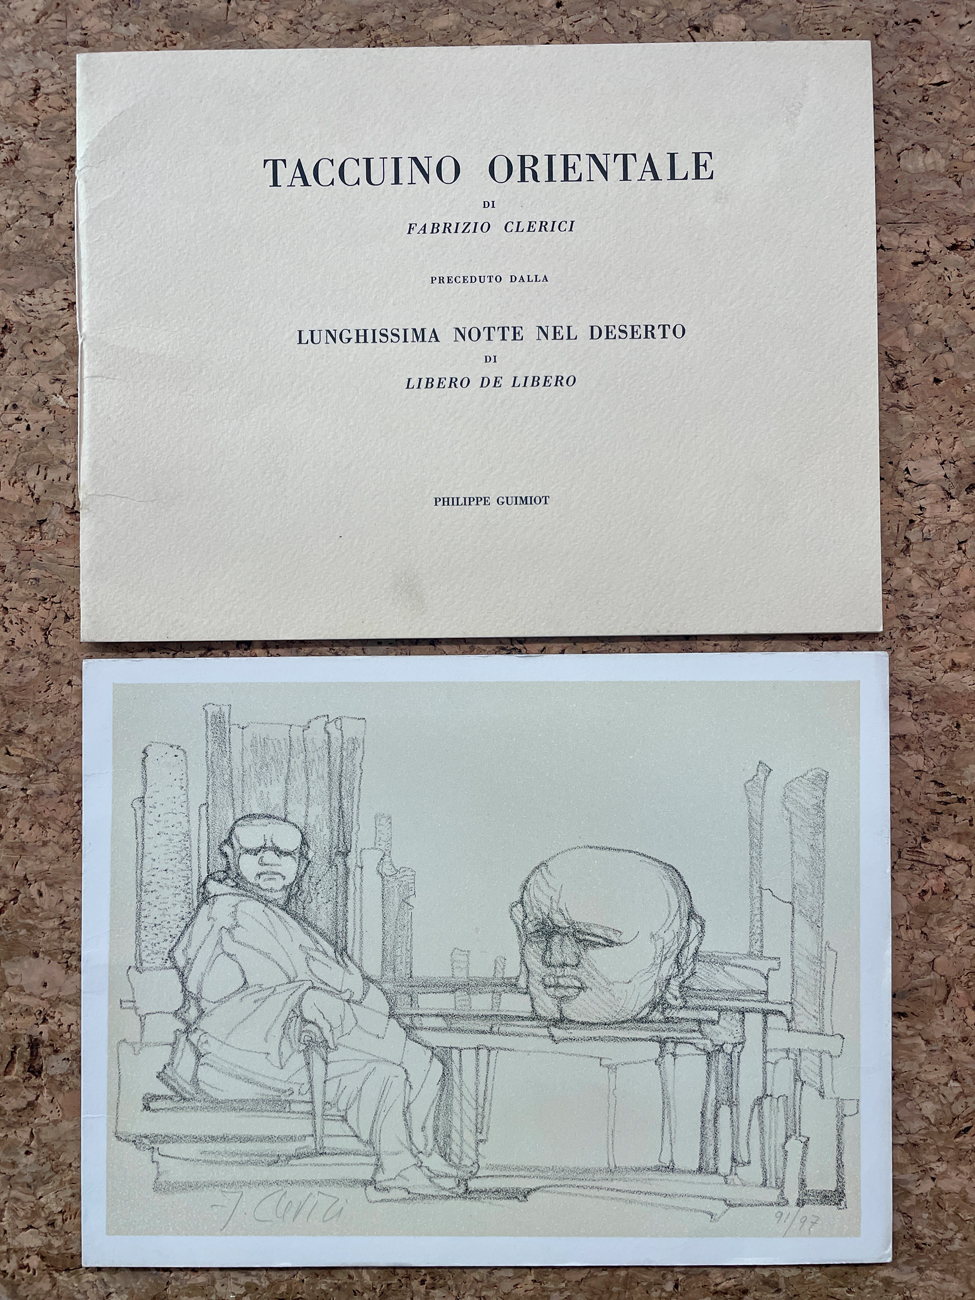 TACCUINO ORIENTALE
DI
FABRIZIO CLERICI
PRECEDUTO DALLA
LUNGHISSIMA NOTTE NEL DESERTO
DI
LIBERO DE LIBERO
PHILIPPE GUIMIOT
F Clerici
91/97